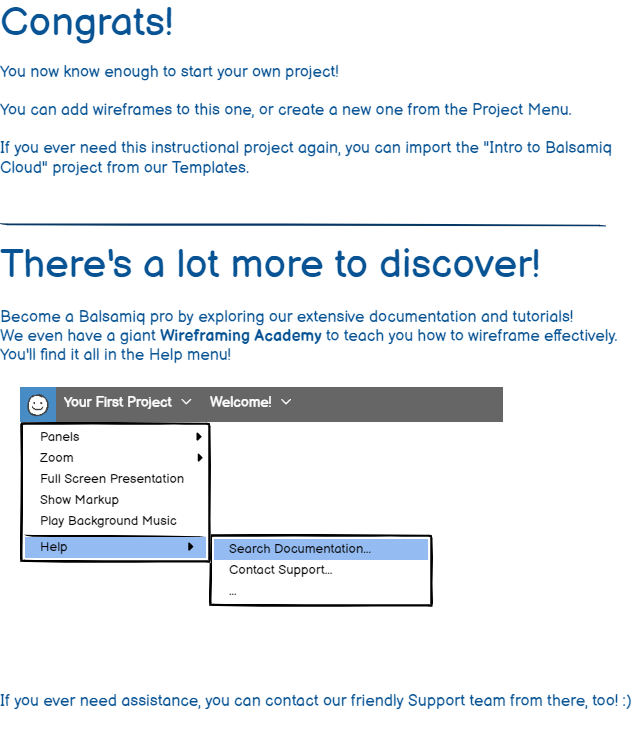 Congrats!
You now know enough to start your own project!
You can add wireframes to this one, or create a new one from the Project Menu.
If you ever need this instructional project again, you can import the "Intro to Balsamiq
Cloud" project from our Templates.
There's a lot more to discover!
Become a Balsamiq pro by exploring our extensive documentation and tutorials!
We even have a giant Wireframing Academy to teach you how to wireframe effectively.
You'll find it all in the Help menu!
Your First Project Welcome!
Panels
Zoom
Full Screen Presentation
Show Markup
Play Background Music
Help
Search Documentation...
Contact Support...
...
If you ever need assistance, you can contact our friendly Support team from there, too! :)